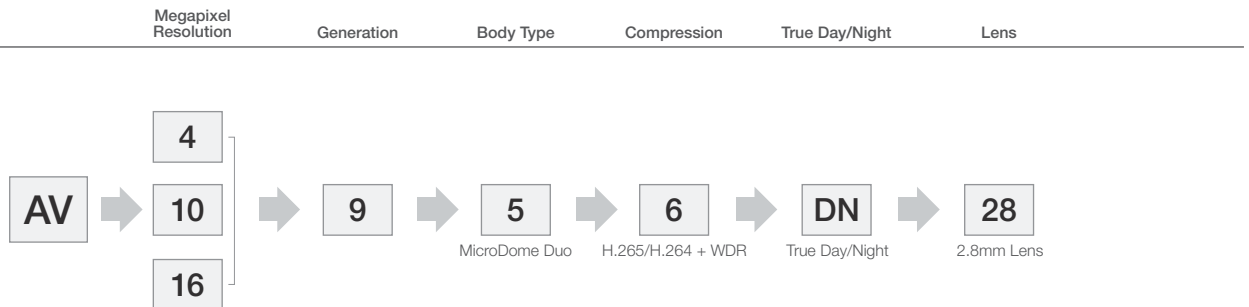 Megapixel
Resolution
Generation
Body Type
Compression
True Day/Night
Lens
4
AV
10
9
5
6
DN
28
MicroDome Duo
H.265/H.264 + WDR
True Day/Night
2.8mm Lens
16